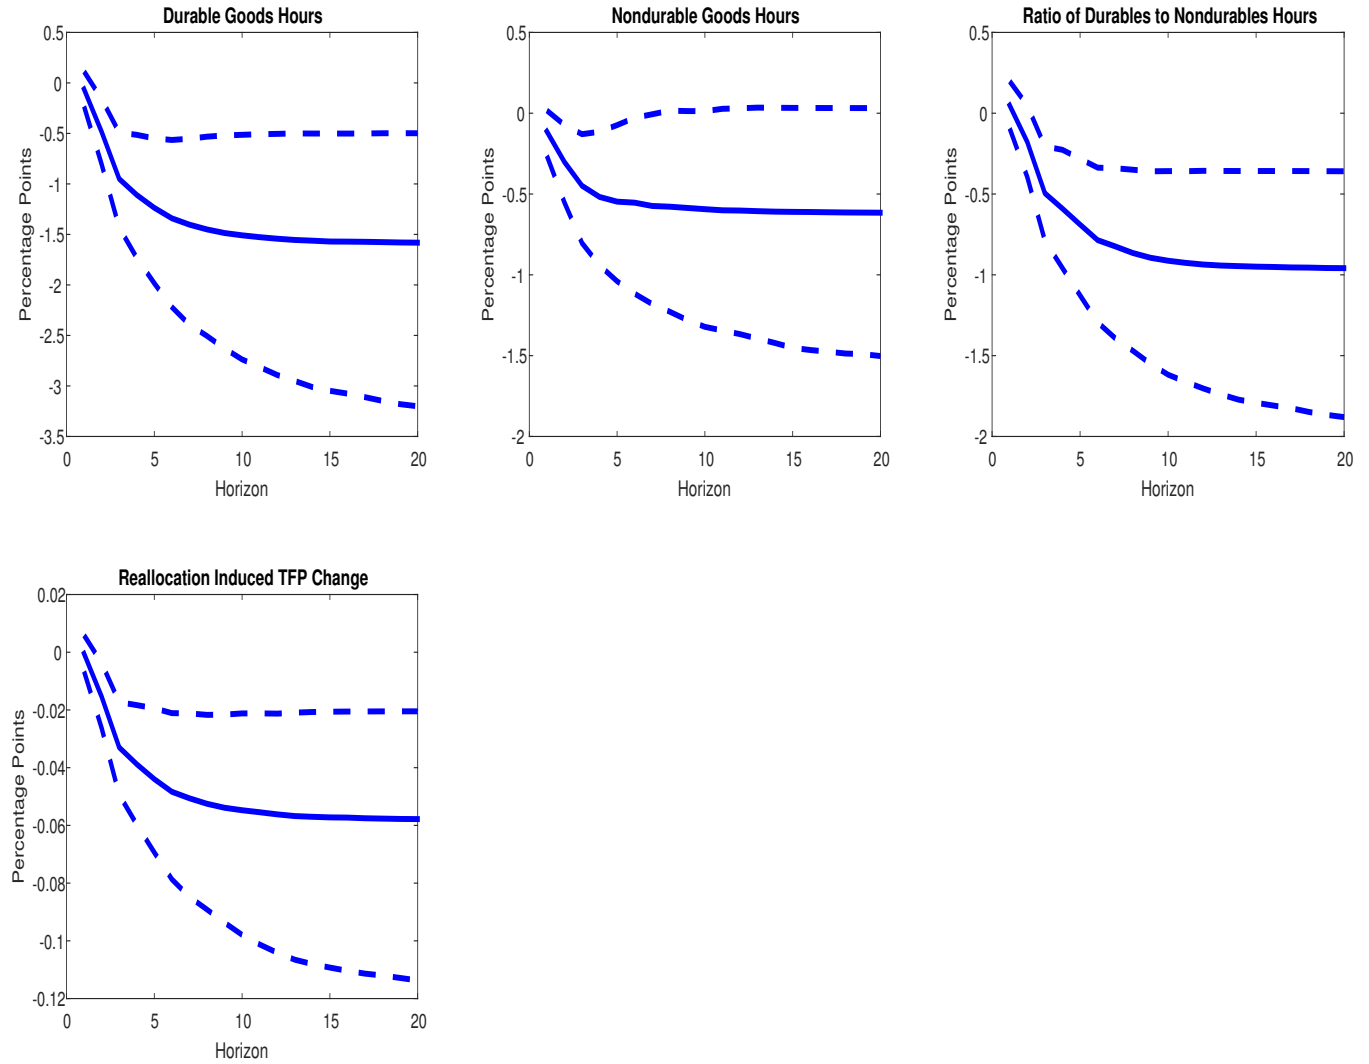 Durable Goods Hours
0.5
0
-0.5
-1
-1.5
-2
-2.5
-3
-3.5
Percentage Points
0 5 10 15 20
Horizon
Nondurable Goods Hours
0.5
0
-0.5
-1
-1.5
-2
Percentage Points
0 5 10 15 20
Horizon
Ratio of Durables to Nondurables Hours
0.5
0
-0.5
-1
-1.5
-2
Percentage Points
0 5 10 15 20
Horizon
Reallocation Induced TFP Change
0.02
0
-0.02
-0.04
-0.06
-0.08
-0.1
-0.12
Percentage Points
0 5 10 15 20
Horizon